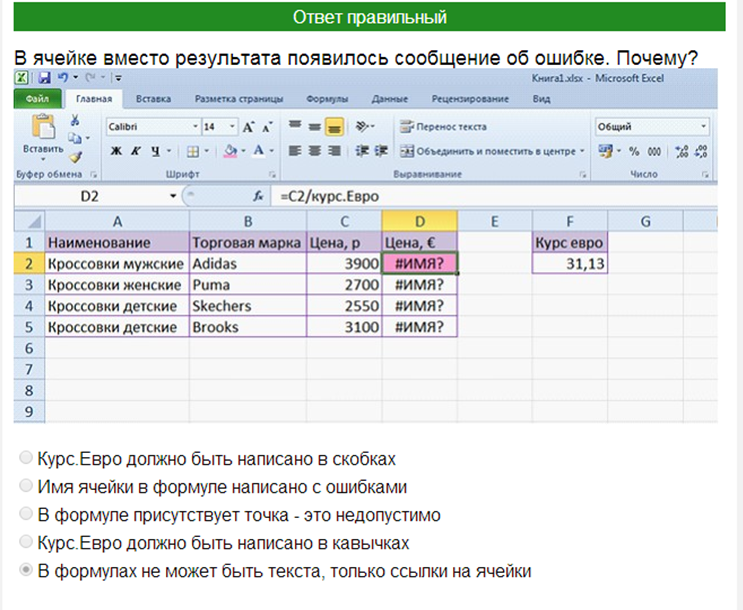 Ответ правильный
В ячейке вместо результата появилось сообщение об ошибке. Почему?
Книга1.xlsx - Microsoft Excel
Файл Главная Вставка Разметка страницы Формулы Данные Рецензирование Вид
Calibri 14 Перенос текста Общий
Вставить Ж К Ч Объединить и поместить в центре % 000
Буфер обмена Шрифт Выравнивание Число
D2 fx =C2/курс.Евро
A B C D E F G
1 Наименование Торговая марка Цена, р Цена, € Курс евро
2 Кроссовки мужские Adidas 3900 #ИМЯ? 31,13
3 Кроссовки женские Puma 2700 #ИМЯ?
4 Кроссовки детские Skechers 2550 #ИМЯ?
5 Кроссовки детские Brooks 3100 #ИМЯ?
6
7
8
9
Курс.Евро должно быть написано в скобках
Имя ячейки в формуле написано с ошибками
В формуле присутствует точка - это недопустимо
Курс.Евро должно быть написано в кавычках
В формулах не может быть текста, только ссылки на ячейки